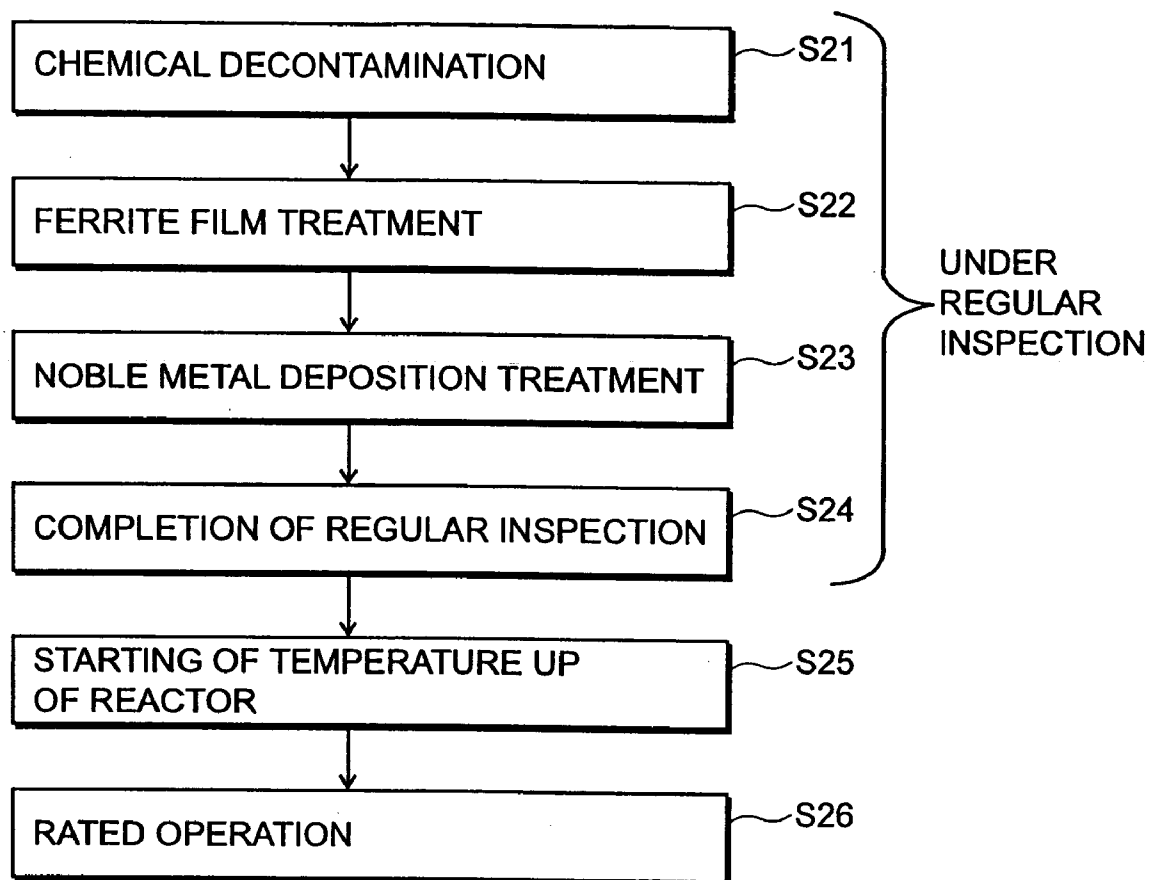 CHEMICAL DECONTAMINATION
S21
FERRITE FILM TREATMENT
S22
NOBLE METAL DEPOSITION TREATMENT
S23
COMPLETION OF REGULAR INSPECTION
S24
UNDER
REGULAR
INSPECTION
STARTING OF TEMPERATURE UP
OF REACTOR
S25
RATED OPERATION
S26